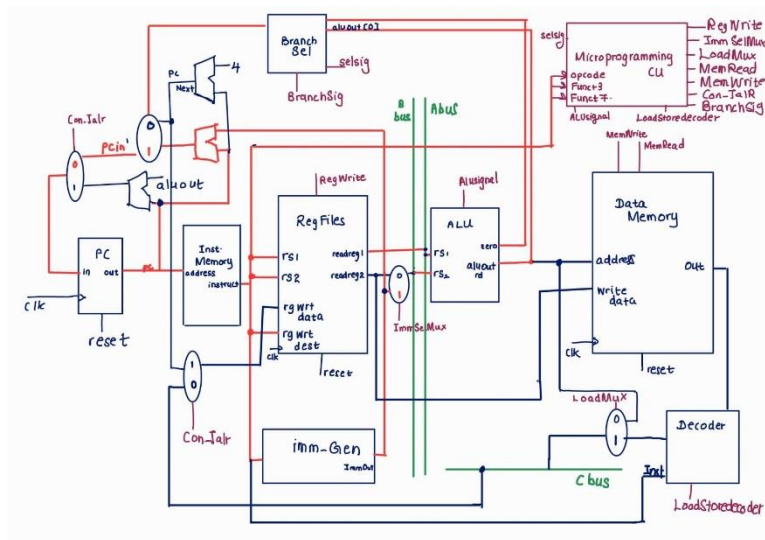 Branch
Sel
aluout [0]
selsig
BranchSig
Pc
Next
4
selsig
Microprogramming
CU
opcode
Funct3
Funct7
ALUsignal
LoadStoredecoder
RegWrite
ImmSelMux
LoadMux
MemRead
MemWrite
Con_JalR
BranchSig
Con_Jalr
0
1
PCin'
0
1
aluout
B
bus
Abus
MemWrite
MemRead
PC
in
out
PC
Clk
reset
Inst.
Memory
address
instruct
RegWrite
RegFiles
rs1
rs2
readreg1
readreg2
rg wrt
data
rg wrt
dest
Clk
reset
0
1
ImmSelMux
Alusignal
ALU
rs1
rs2
zero
aluout
rd
Data
Memory
address
write
data
Out
Clk
reset
1
0
Con_Jalr
imm-Gen
ImmOut
LoadMux
0
1
C bus
Decoder
Inst
LoadStoredecoder